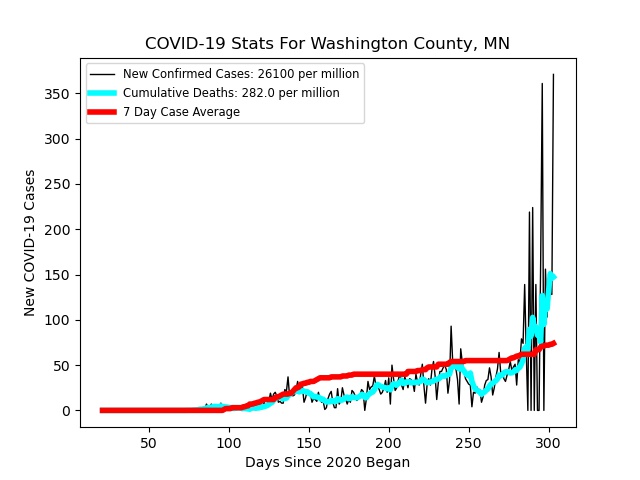 COVID-19 Stats For Washington County, MN
New Confirmed Cases: 26100 per million
Cumulative Deaths: 282.0 per million
7 Day Case Average
New COVID-19 Cases
350
300
250
200
150
100
50
0
50 100 150 200 250 300
Days Since 2020 Began